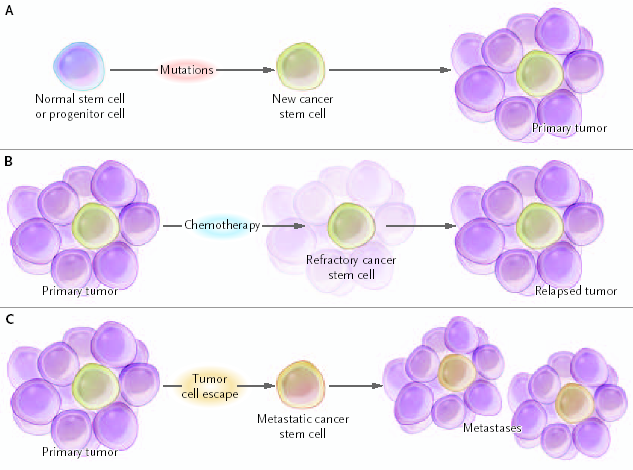 A
Mutations
Normal stem cell
or progenitor cell
New cancer
stem cell
Primary tumor
B
Chemotherapy
Refractory cancer
stem cell
Primary tumor
Relapsed tumor
C
Tumor
cell escape
Metastatic cancer
stem cell
Metastases
Primary tumor